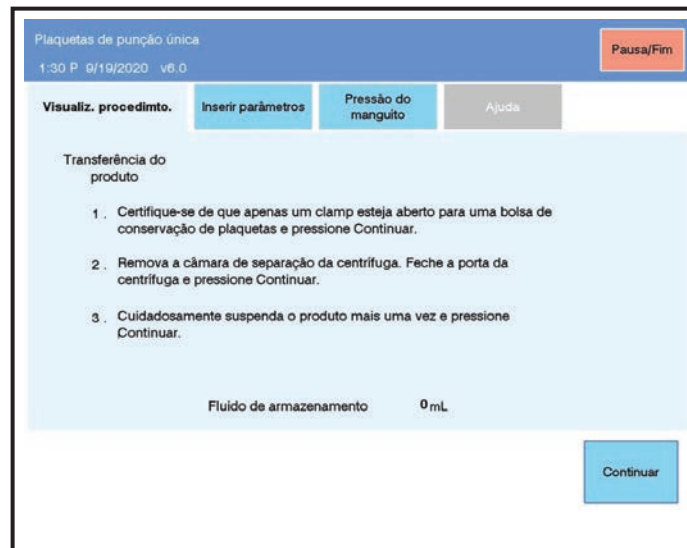 Plaquetas de punção única
Pausa/Fim
1:30 P 9/19/2020 v6.0
Visualiz. procedimto.
Inserir parâmetros
Pressão do
manguito
Ajuda
Transferência do
produto
1. Certifique-se de que apenas um clamp esteja aberto para uma bolsa de
conservação de plaquetas e pressione Continuar.
2. Remova a câmara de separação da centrífuga. Feche a porta da
centrífuga e pressione Continuar.
3. Cuidadosamente suspenda o produto mais uma vez e pressione
Continuar.
Fluido de armazenamento 0 mL
Continuar